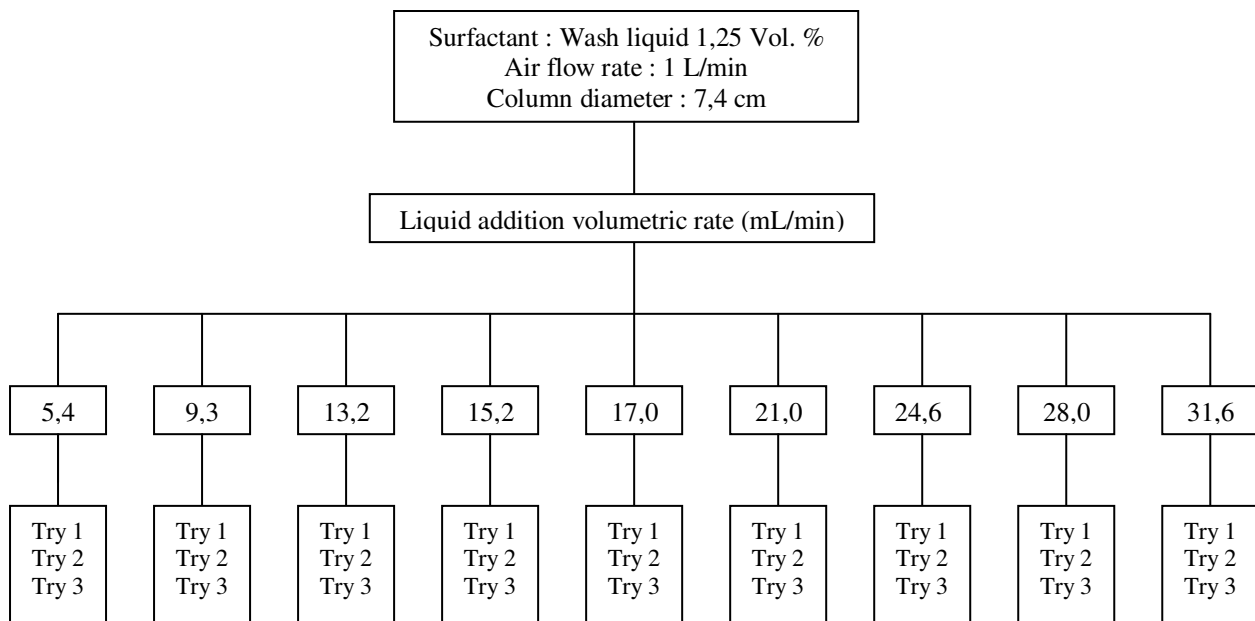 Surfactant : Wash liquid 1,25 Vol. %
Air flow rate : 1 L/min
Column diameter : 7,4 cm
Liquid addition volumetric rate (mL/min)
5,4
9,3
13,2
15,2
17,0
21,0
24,6
28,0
31,6
Try 1
Try 2
Try 3
Try 1
Try 2
Try 3
Try 1
Try 2
Try 3
Try 1
Try 2
Try 3
Try 1
Try 2
Try 3
Try 1
Try 2
Try 3
Try 1
Try 2
Try 3
Try 1
Try 2
Try 3
Try 1
Try 2
Try 3